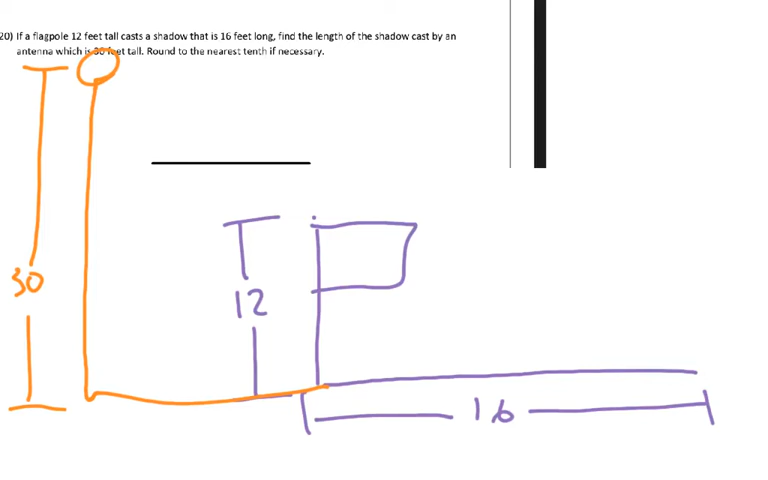 20) If a flagpole 12 feet tall casts a shadow that is 16 feet long, find the length of the shadow cast by an
antenna which is 30 feet tall. Round to the nearest tenth if necessary.
30
12
16